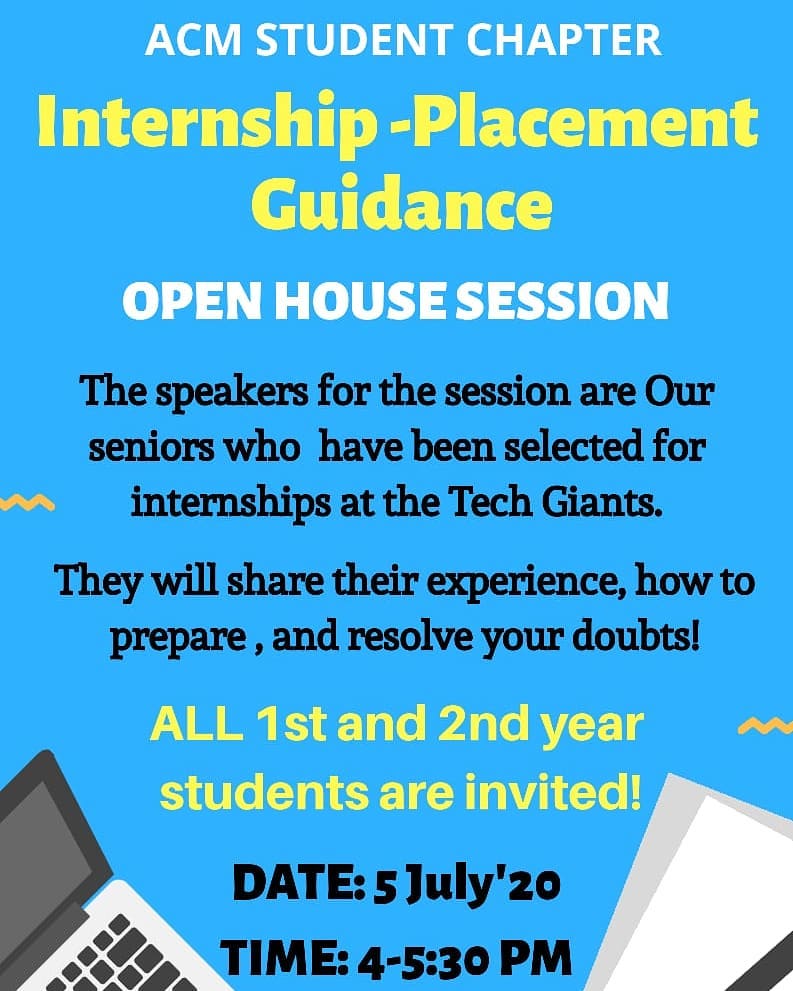 ACM STUDENT CHAPTER
Internship -Placement
Guidance
OPEN HOUSE SESSION
The speakers for the session are Our
seniors who have been selected for
internships at the Tech Giants.
They will share their experience, how to
prepare , and resolve your doubts!
ALL 1st and 2nd year
students are invited!
DATE: 5 July'20
TIME: 4-5:30 PM